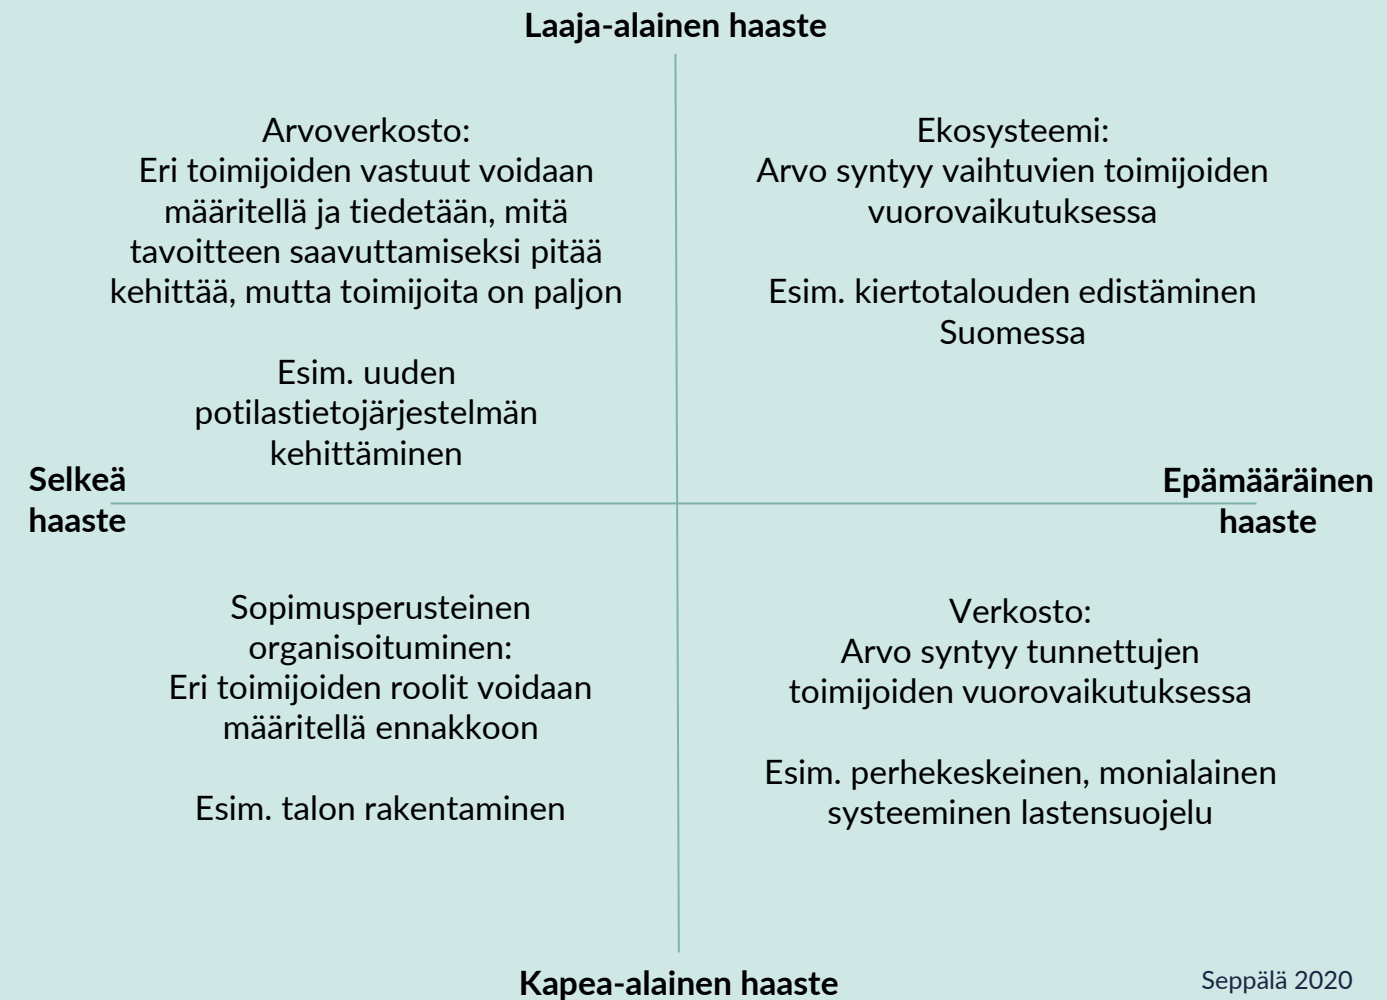 Laaja-alainen haaste
Arvoverkosto:
Eri toimijoiden vastuut voidaan
määritellä ja tiedetään, mitä
tavoitteen saavuttamiseksi pitää
kehittää, mutta toimijoita on paljon
Esim. uuden
potilastietojärjestelmän
kehittäminen
Ekosysteemi:
Arvo syntyy vaihtuvien toimijoiden
vuorovaikutuksessa
Esim. kiertotalouden edistäminen
Suomessa
Selkeä
haaste
Epämääräinen
haaste
Sopimusperusteinen
organisoituminen:
Eri toimijoiden roolit voidaan
määritellä ennakkoon
Esim. talon rakentaminen
Verkosto:
Arvo syntyy tunnettujen
toimijoiden vuorovaikutuksessa
Esim. perhekeskeinen, monialainen
systeeminen lastensuojelu
Kapea-alainen haaste
Seppälä 2020